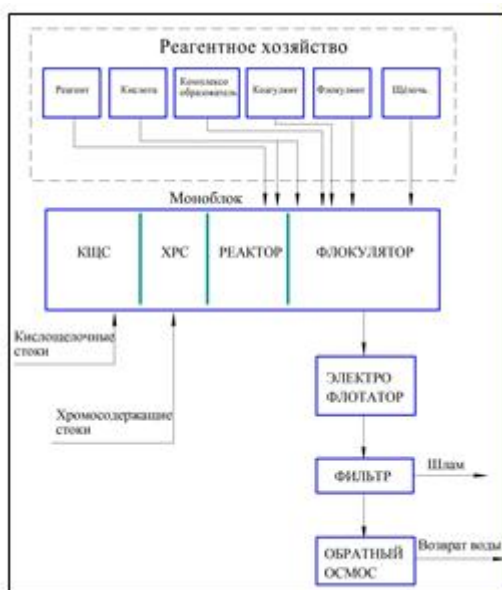 Реагентное хозяйство
Реагент
Кислота
Комплексо
образователь
Коагулянт
Флокулянт
Щёлочь
Моноблок
КЩС
ХРС
РЕАКТОР
ФЛОКУЛЯТОР
Кислощелочные
стоки
Хромосодержащие
стоки
ЭЛЕКТРО
ФЛОТАТОР
ФИЛЬТР
Шлам
ОБРАТНЫЙ
ОСМОС
Возврат воды